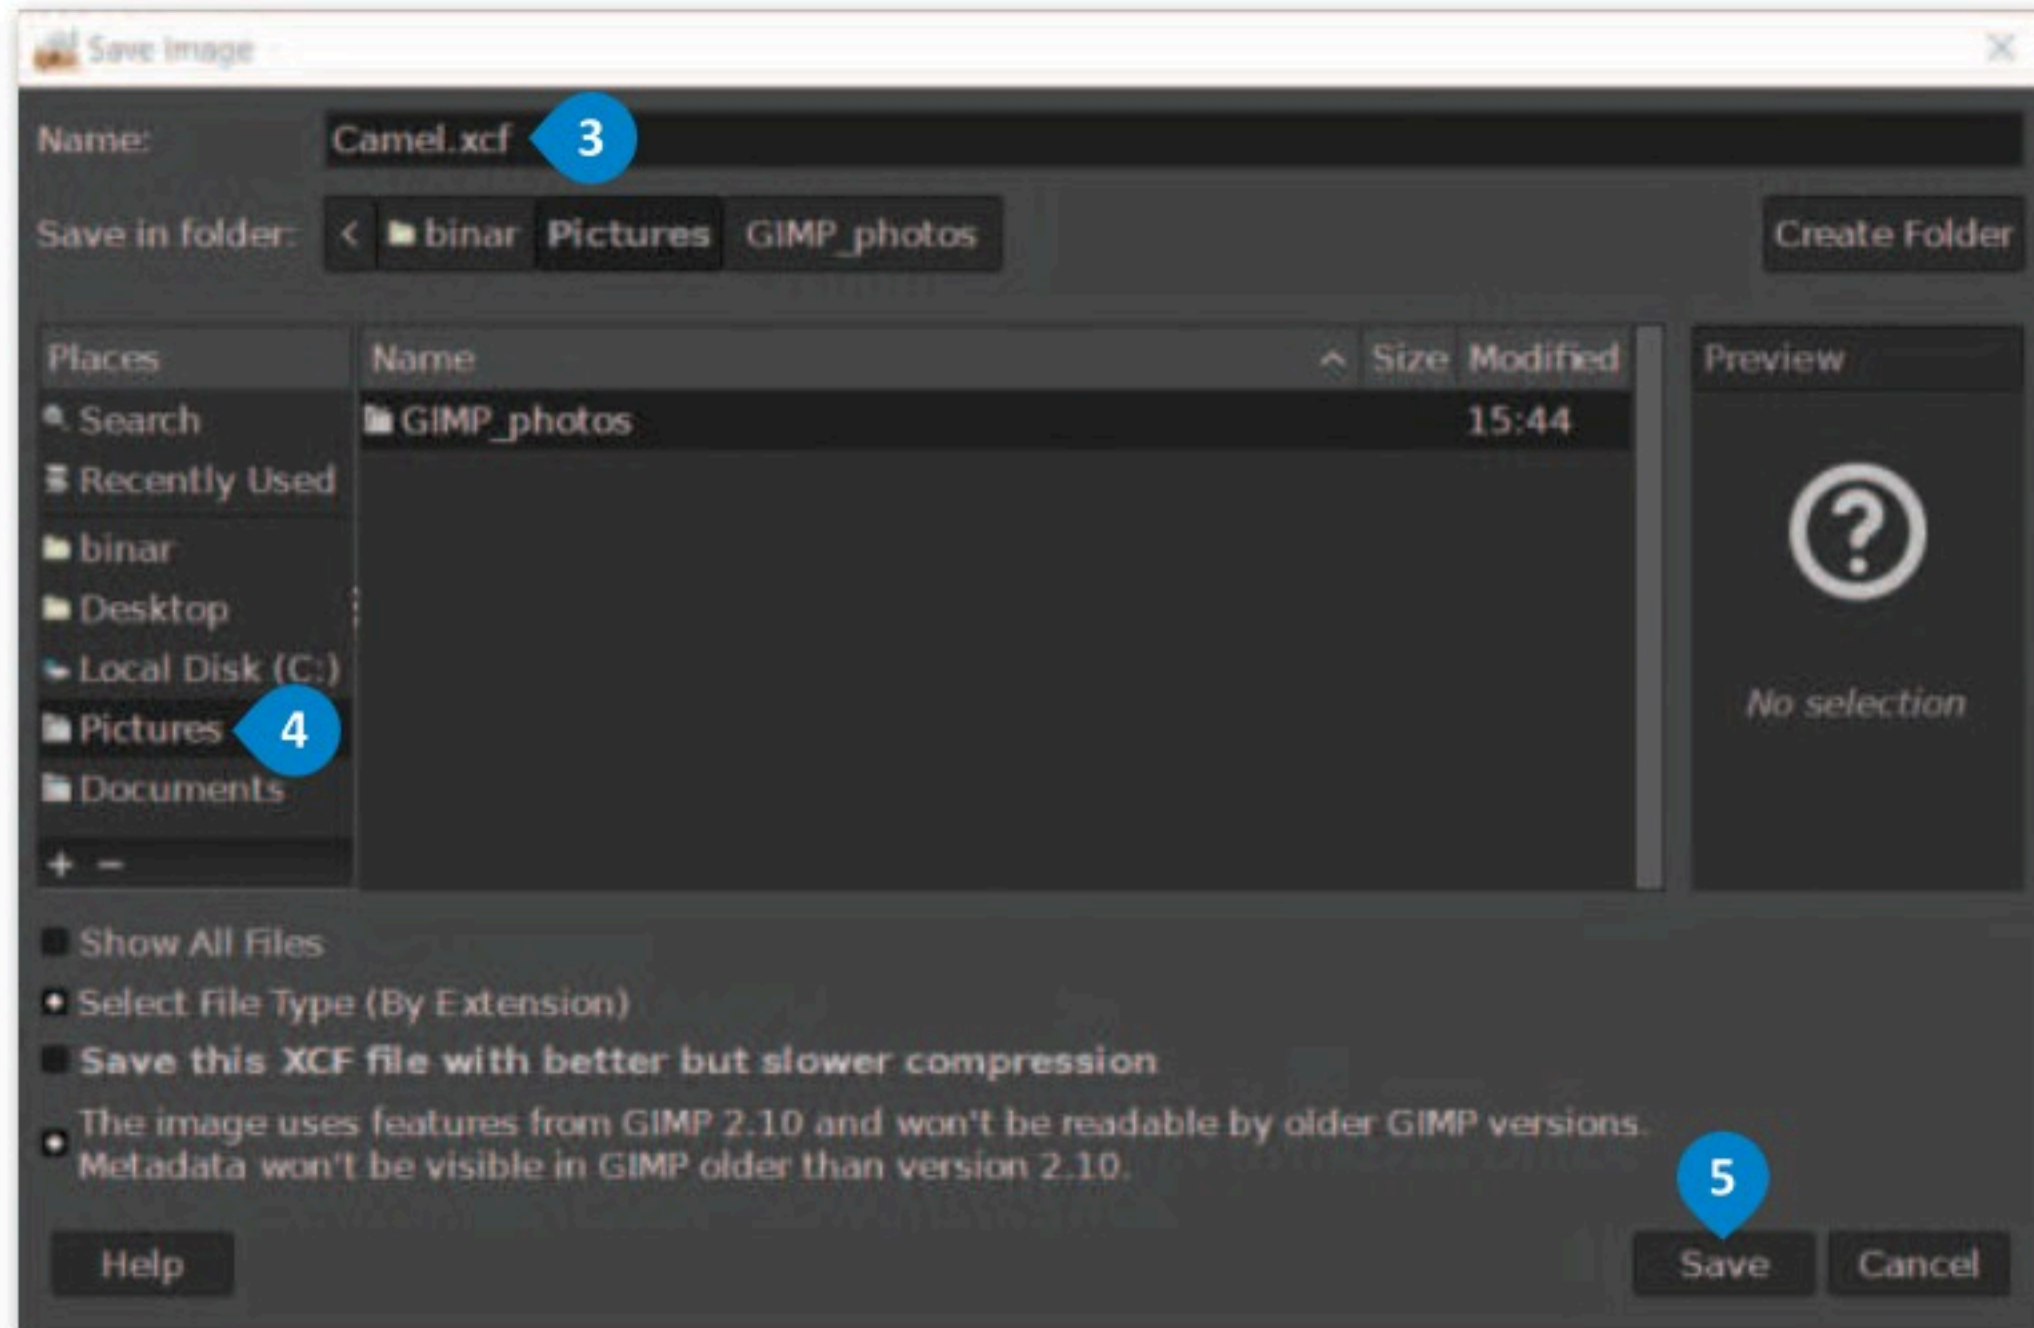 Save Image
Name: Camel.xcf 3
Save in folder: < binar Pictures GIMP_photos Create Folder
Places Name Size Modified Preview
Search GIMP_photos 15:44
Recently Used
binar
Desktop
Local Disk (C:)
Pictures 4 No selection
Documents
+ −
Show All Files
Select File Type (By Extension)
Save this XCF file with better but slower compression
The image uses features from GIMP 2.10 and won't be readable by older GIMP versions.
Metadata won't be visible in GIMP older than version 2.10.
5
Help Save Cancel